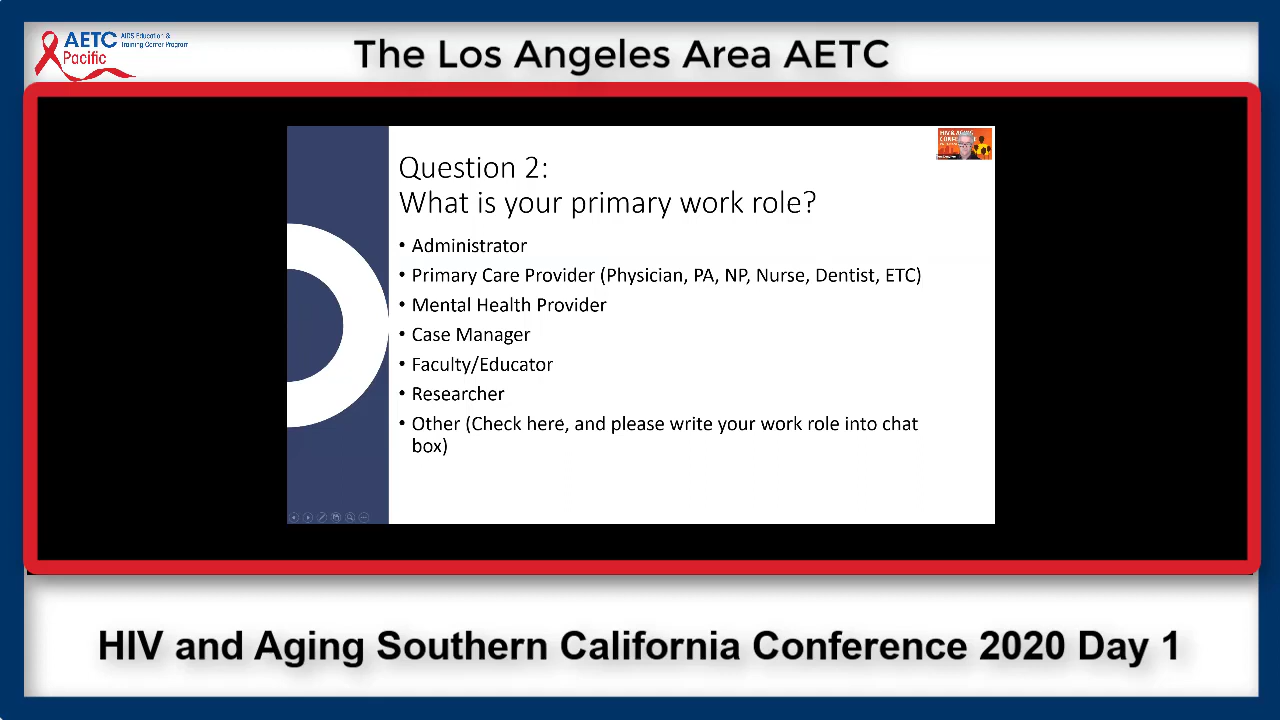 AETC AIDS Education &
Training Center Program
Pacific
The Los Angeles Area AETC
HIV & AGING
Question 2:
What is your primary work role?
• Administrator
• Primary Care Provider (Physician, PA, NP, Nurse, Dentist, ETC)
• Mental Health Provider
• Case Manager
• Faculty/Educator
• Researcher
• Other (Check here, and please write your work role into chat
box)
HIV and Aging Southern California Conference 2020 Day 1